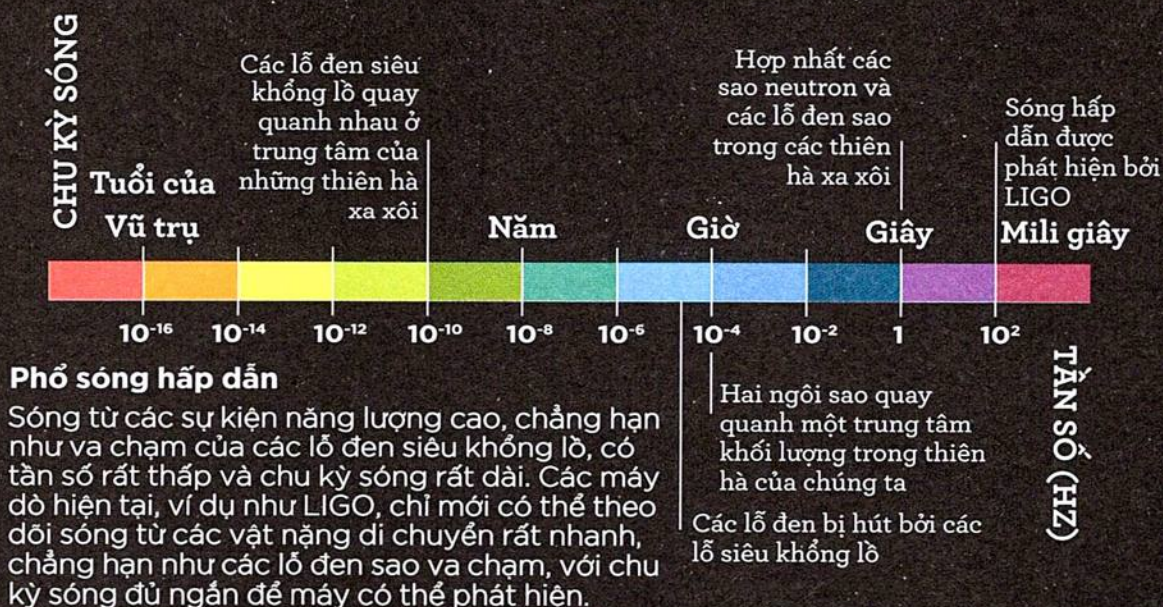 CHU KỲ SÓNG
Tuổi của
Vũ trụ
Các lỗ đen siêu
khổng lồ quay
quanh nhau ở
trung tâm của
những thiên hà
xa xôi
Năm
Giờ
Hợp nhất các
sao neutron và
các lỗ đen sao
trong các thiên
hà xa xôi
Giây
Sóng hấp
dẫn được
phát hiện bởi
LIGO
Mili giây
10⁻¹⁶ 10⁻¹⁴ 10⁻¹² 10⁻¹⁰ 10⁻⁸ 10⁻⁶ 10⁻⁴ 10⁻² 1 10²
TẦN SỐ (HZ)
Hai ngôi sao quay
quanh một trung tâm
khối lượng trong thiên
hà của chúng ta
Các lỗ đen bị hút bởi các
lỗ siêu khổng lồ
Phổ sóng hấp dẫn
Sóng từ các sự kiện năng lượng cao, chẳng hạn
như va chạm của các lỗ đen siêu khổng lồ, có
tần số rất thấp và chu kỳ sóng rất dài. Các máy
dò hiện tại, ví dụ như LIGO, chỉ mới có thể theo
dõi sóng từ các vật nặng di chuyển rất nhanh,
chẳng hạn như các lỗ đen sao va chạm, với chu
kỳ sóng đủ ngắn để máy có thể phát hiện.